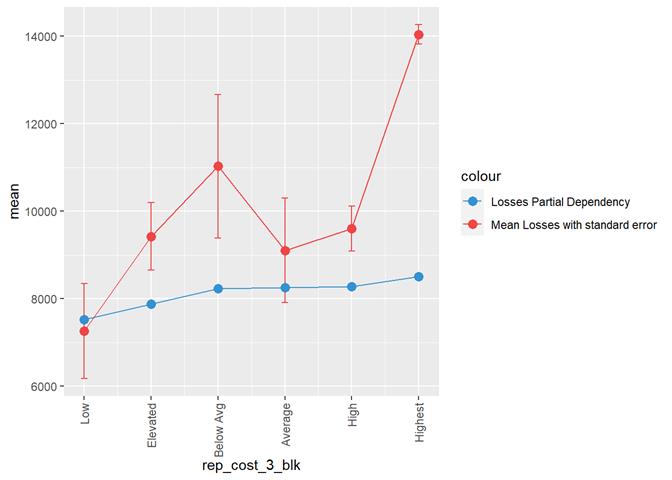 14000
12000
10000
8000
6000
mean
Low
Elevated
Below Avg
Average
High
Highest
rep_cost_3_blk
colour
Losses Partial Dependency
Mean Losses with standard error